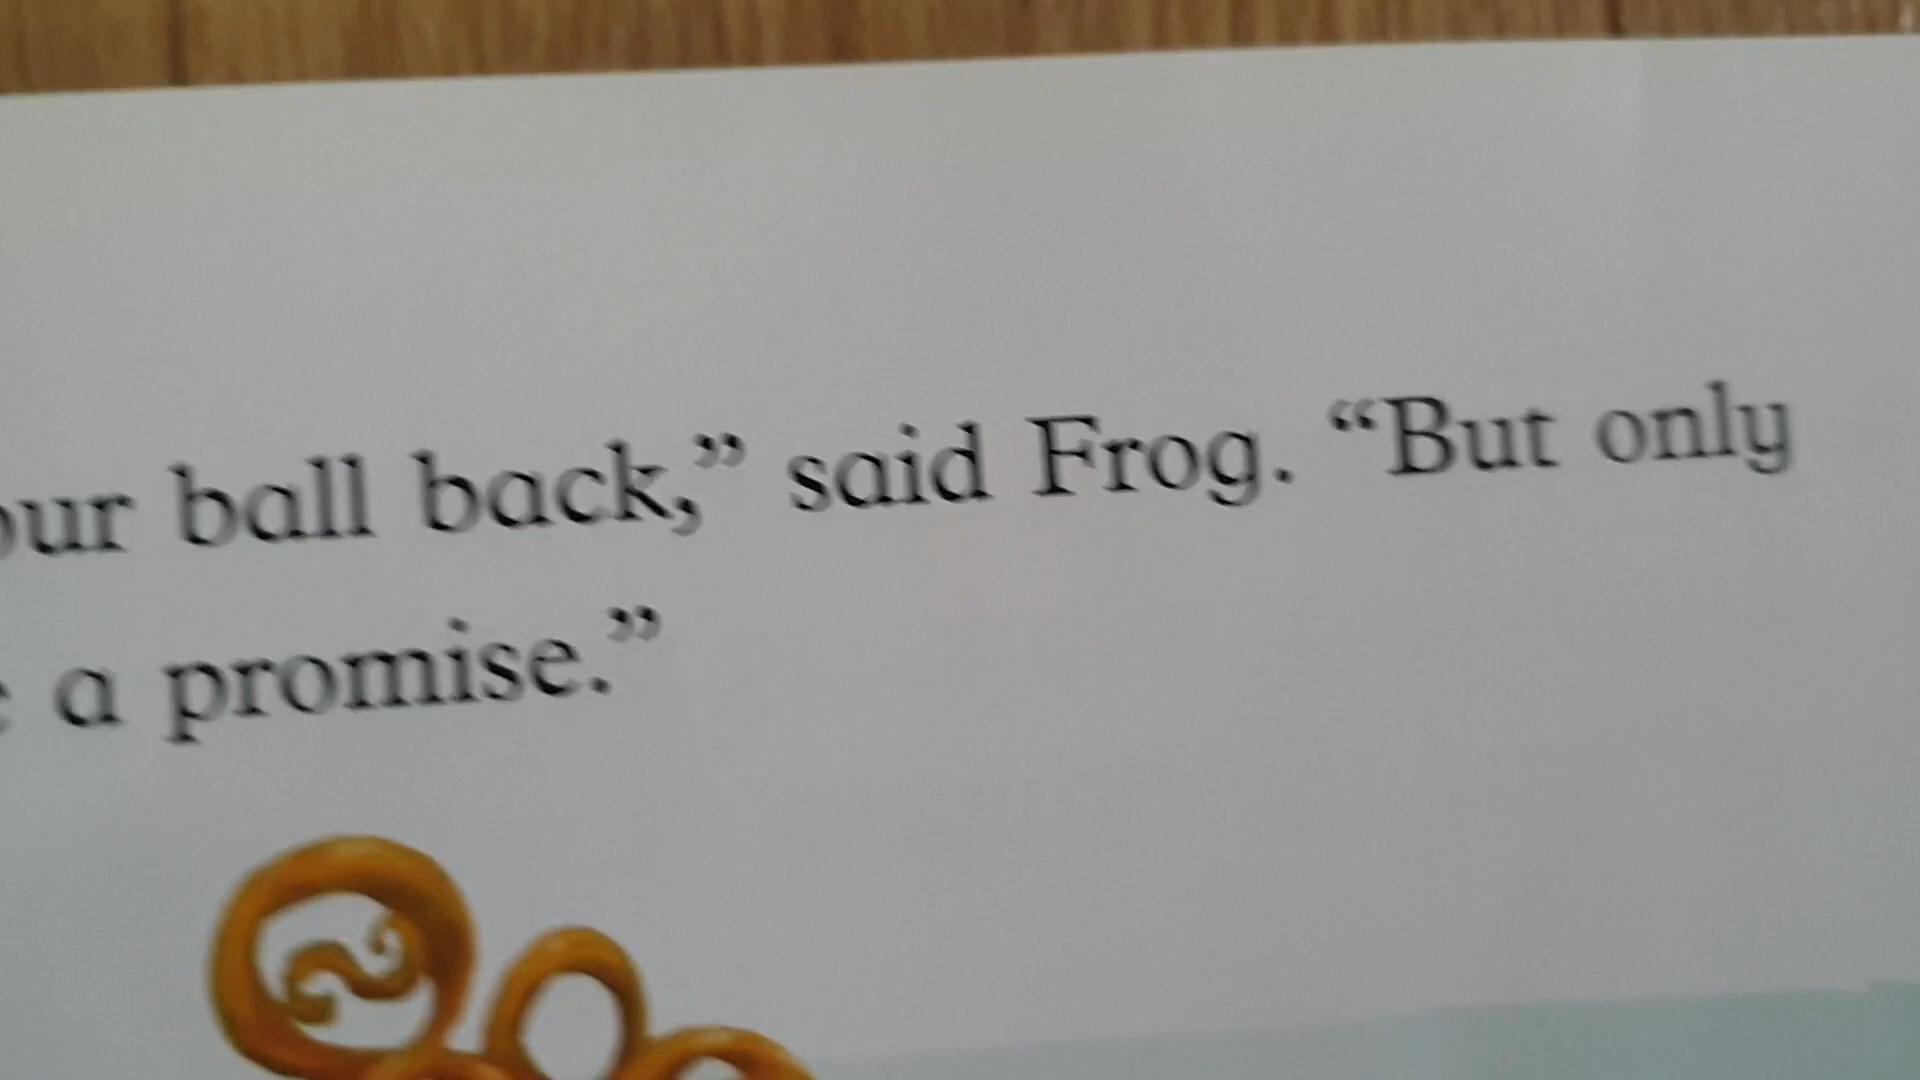 ball back,” said Frog. “But only
a promise.”